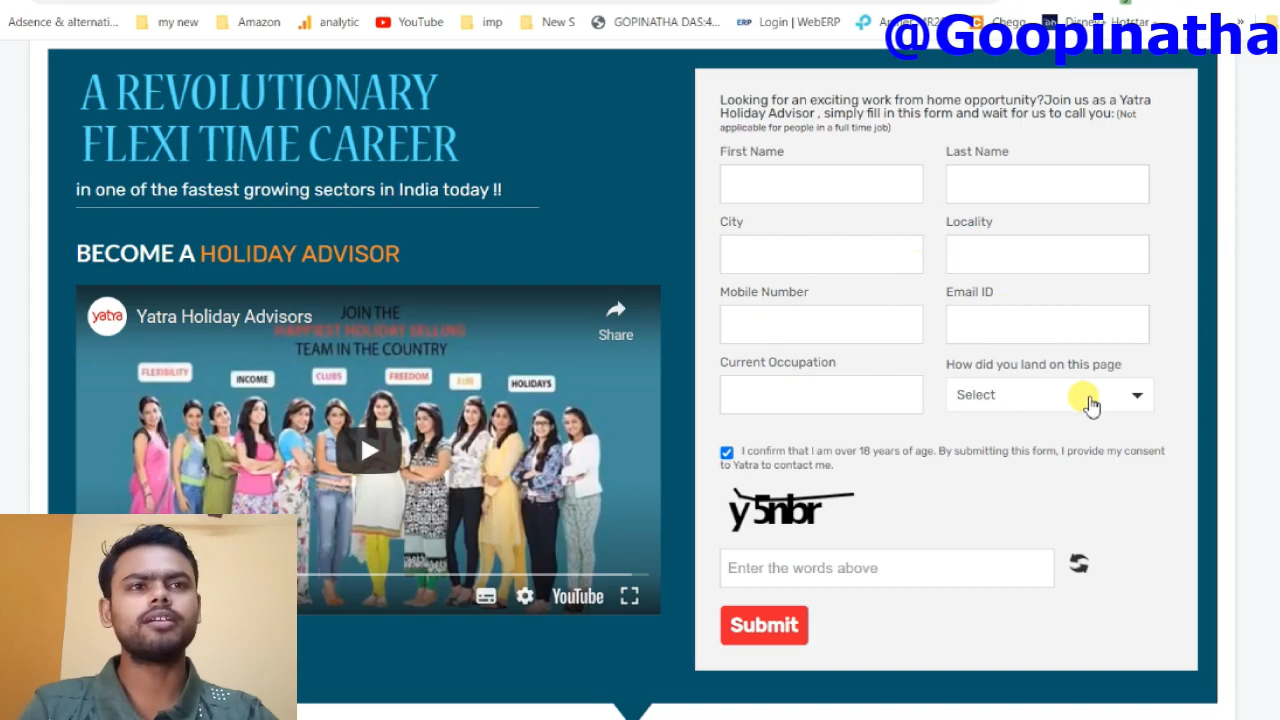 Adsence & alternati...
my new
Amazon
analytic
YouTube
imp
New S
GOPINATHA DAS:4...
ERP Login | WebERP
»
@Goopinatha
A REVOLUTIONARY
FLEXI TIME CAREER
in one of the fastest growing sectors in India today !!
BECOME A HOLIDAY ADVISOR
yatra
Yatra Holiday Advisors
Share
JOIN THE
HAPPIEST HOLIDAY SELLING
TEAM IN THE COUNTRY
FLEXIBILITY
INCOME
CLUBS
FREEDOM
FUN
HOLIDAYS
YouTube
Looking for an exciting work from home opportunity?Join us as a Yatra
Holiday Advisor , simply fill in this form and wait for us to call you: (Not
applicable for people in a full time job)
First Name
Last Name
City
Locality
Mobile Number
Email ID
Current Occupation
How did you land on this page
Select
I confirm that I am over 18 years of age. By submitting this form, I provide my consent
to Yatra to contact me.
y5nbr
Enter the words above
Submit